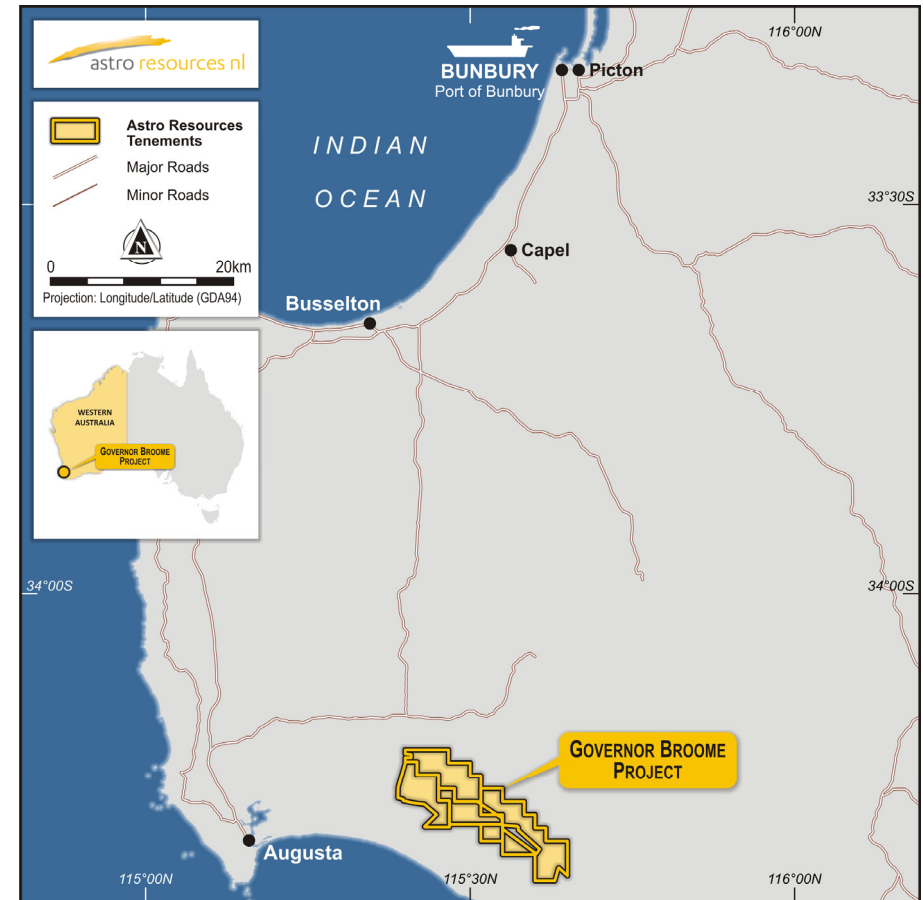 astro resources nl
Astro Resources
Tenements
Major Roads
Minor Roads
N
0 20km
Projection: Longitude/Latitude (GDA94)
WESTERN
AUSTRALIA
GOVERNOR BROOME
PROJECT
116°00N
BUNBURY
Port of Bunbury
Picton
INDIAN
OCEAN
33°30S
Capel
Busselton
34°00S
34°00S
GOVERNOR BROOME
PROJECT
Augusta
115°00N
115°30N
116°00N